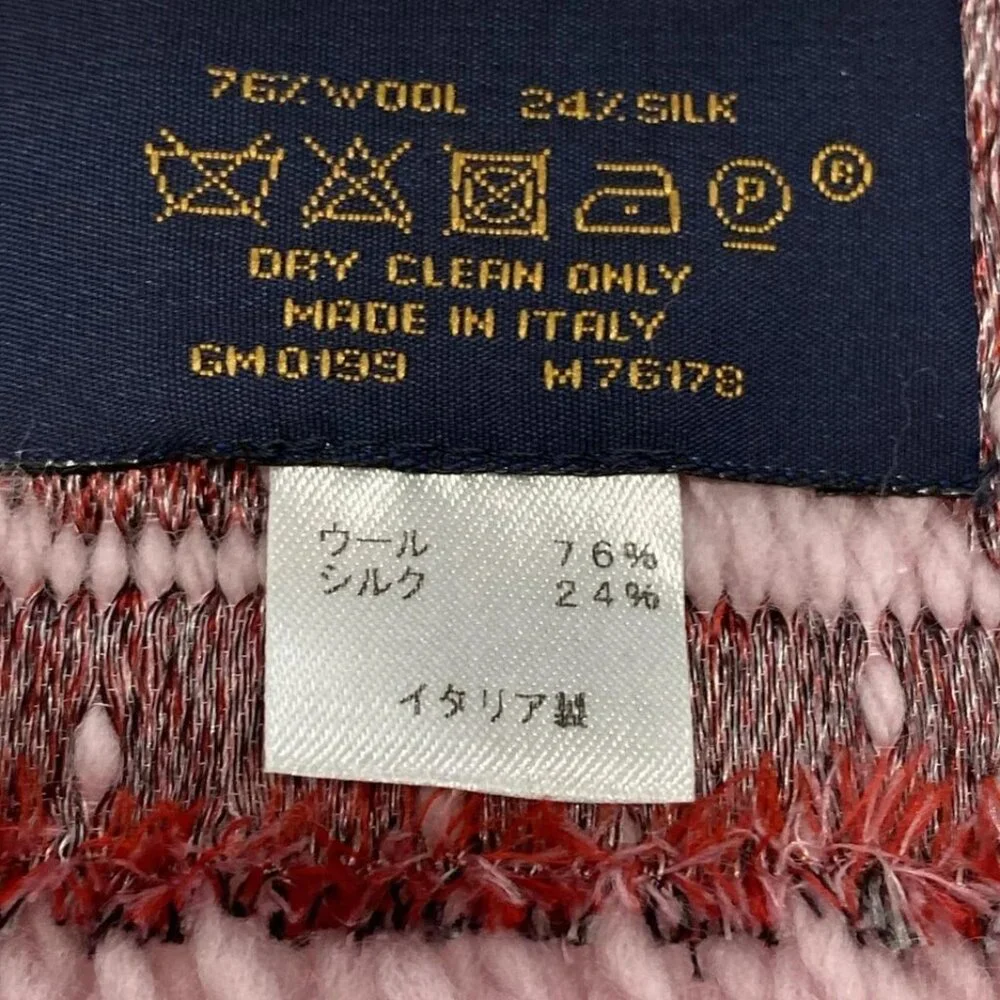 76% WOOL 24% SILK
P ®
DRY CLEAN ONLY
MADE IN ITALY
GM0199 M76178
ウール 76%
シルク 24%
イタリア製